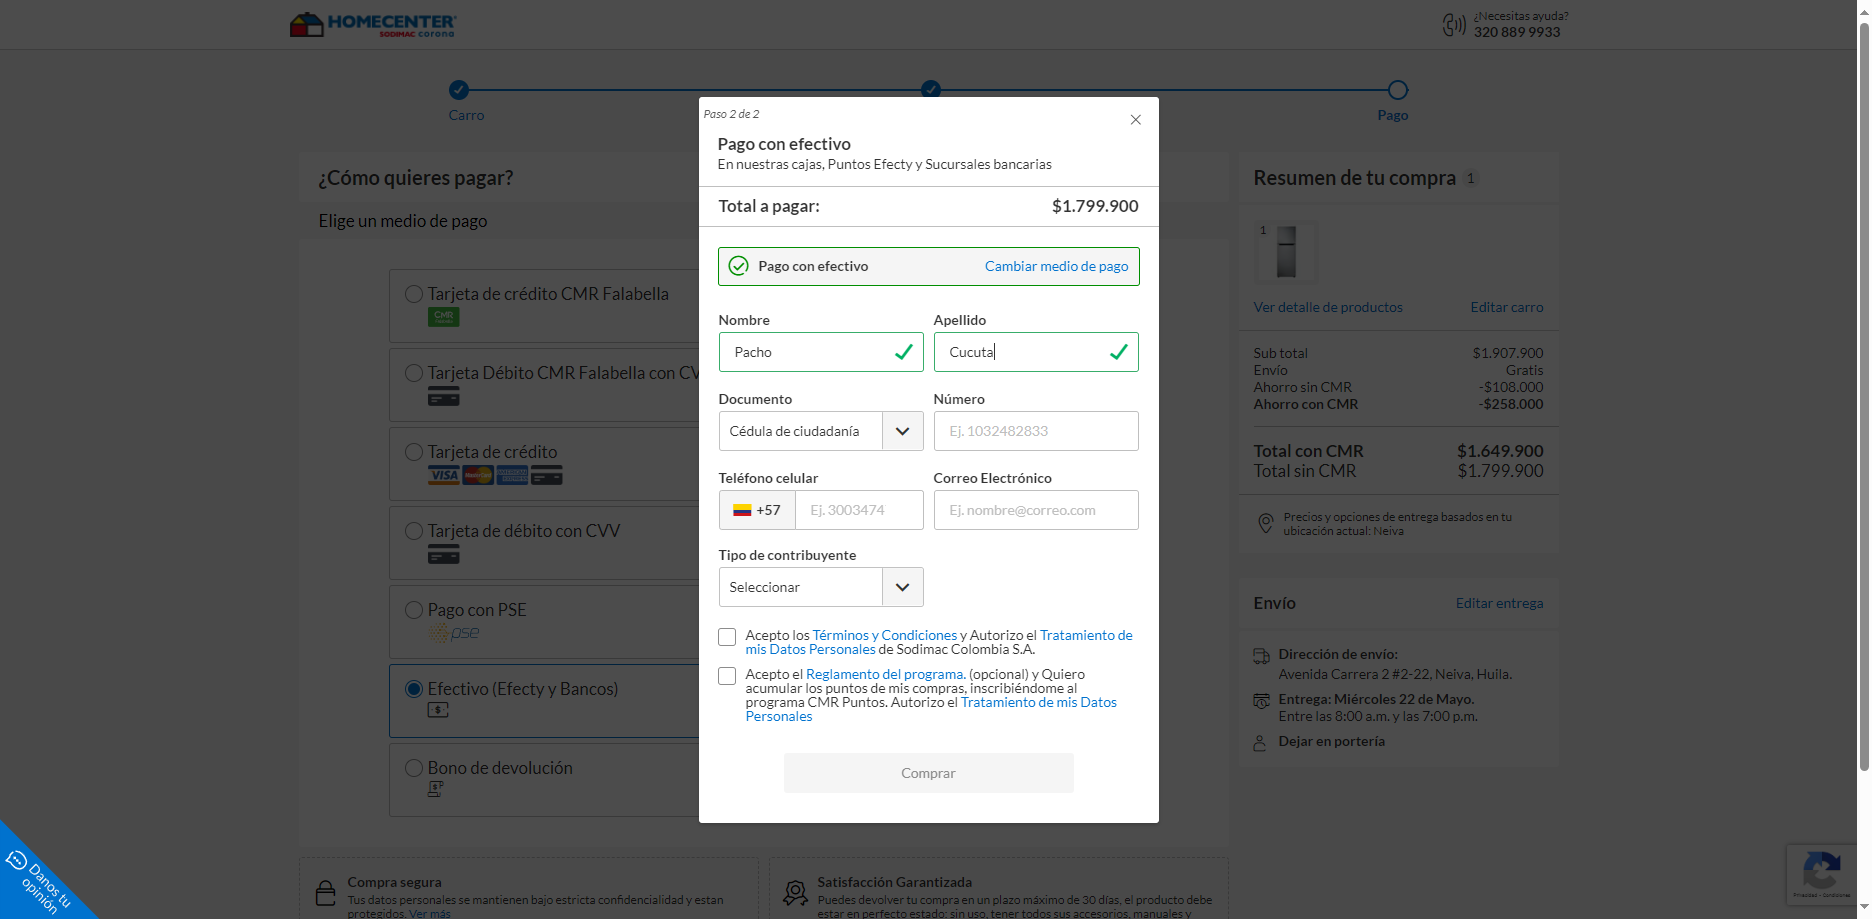 HOMECENTER
SODIMAC corona
¿Necesitas ayuda?
320 889 9933
Carro
Pago
Paso 2 de 2
Pago con efectivo
En nuestras cajas, Puntos Efecty y Sucursales bancarias
Total a pagar:
$1.799.900
Pago con efectivo
Cambiar medio de pago
Nombre
Apellido
Pacho
Cucuta
Documento
Número
Cédula de ciudadanía
Ej. 1032482833
Teléfono celular
Correo Electrónico
+57
Ej. 3003474
Ej. nombre@correo.com
Tipo de contribuyente
Seleccionar
Acepto los Términos y Condiciones y Autorizo el Tratamiento de
mis Datos Personales de Sodimac Colombia S.A.
Acepto el Reglamento del programa. (opcional) y Quiero
acumular los puntos de mis compras, inscribiéndome al
programa CMR Puntos. Autorizo el Tratamiento de mis Datos
Personales
Comprar
¿Cómo quieres pagar?
Elige un medio de pago
Tarjeta de crédito CMR Falabella
CMR
Tarjeta Débito CMR Falabella con CV
Tarjeta de crédito
VISA
MasterCard
AMERICAN EXPRESS
Tarjeta de débito con CVV
Pago con PSE
pse
Efectivo (Efecty y Bancos)
Bono de devolución
Resumen de tu compra 1
1
Ver detalle de productos
Editar carro
Sub total
$1.907.900
Envío
Gratis
Ahorro sin CMR
-$108.000
Ahorro con CMR
-$258.000
Total con CMR
$1.649.900
Total sin CMR
$1.799.900
Precios y opciones de entrega basados en tu
ubicación actual: Neiva
Envío
Editar entrega
Dirección de envío:
Avenida Carrera 2 #2-22, Neiva, Huila.
Entrega: Miércoles 22 de Mayo.
Entre las 8:00 a.m. y las 7:00 p.m.
Dejar en portería
Compra segura
Tus datos personales se mantienen bajo estricta confidencialidad y estan
protegidos. Ver más
Satisfacción Garantizada
Puedes devolver tu compra en un plazo máximo de 30 días, el producto debe
estar en perfecto estado: sin uso, tener todos sus accesorios, manuales y
Danos tu
opinión
Privacidad - Condiciones